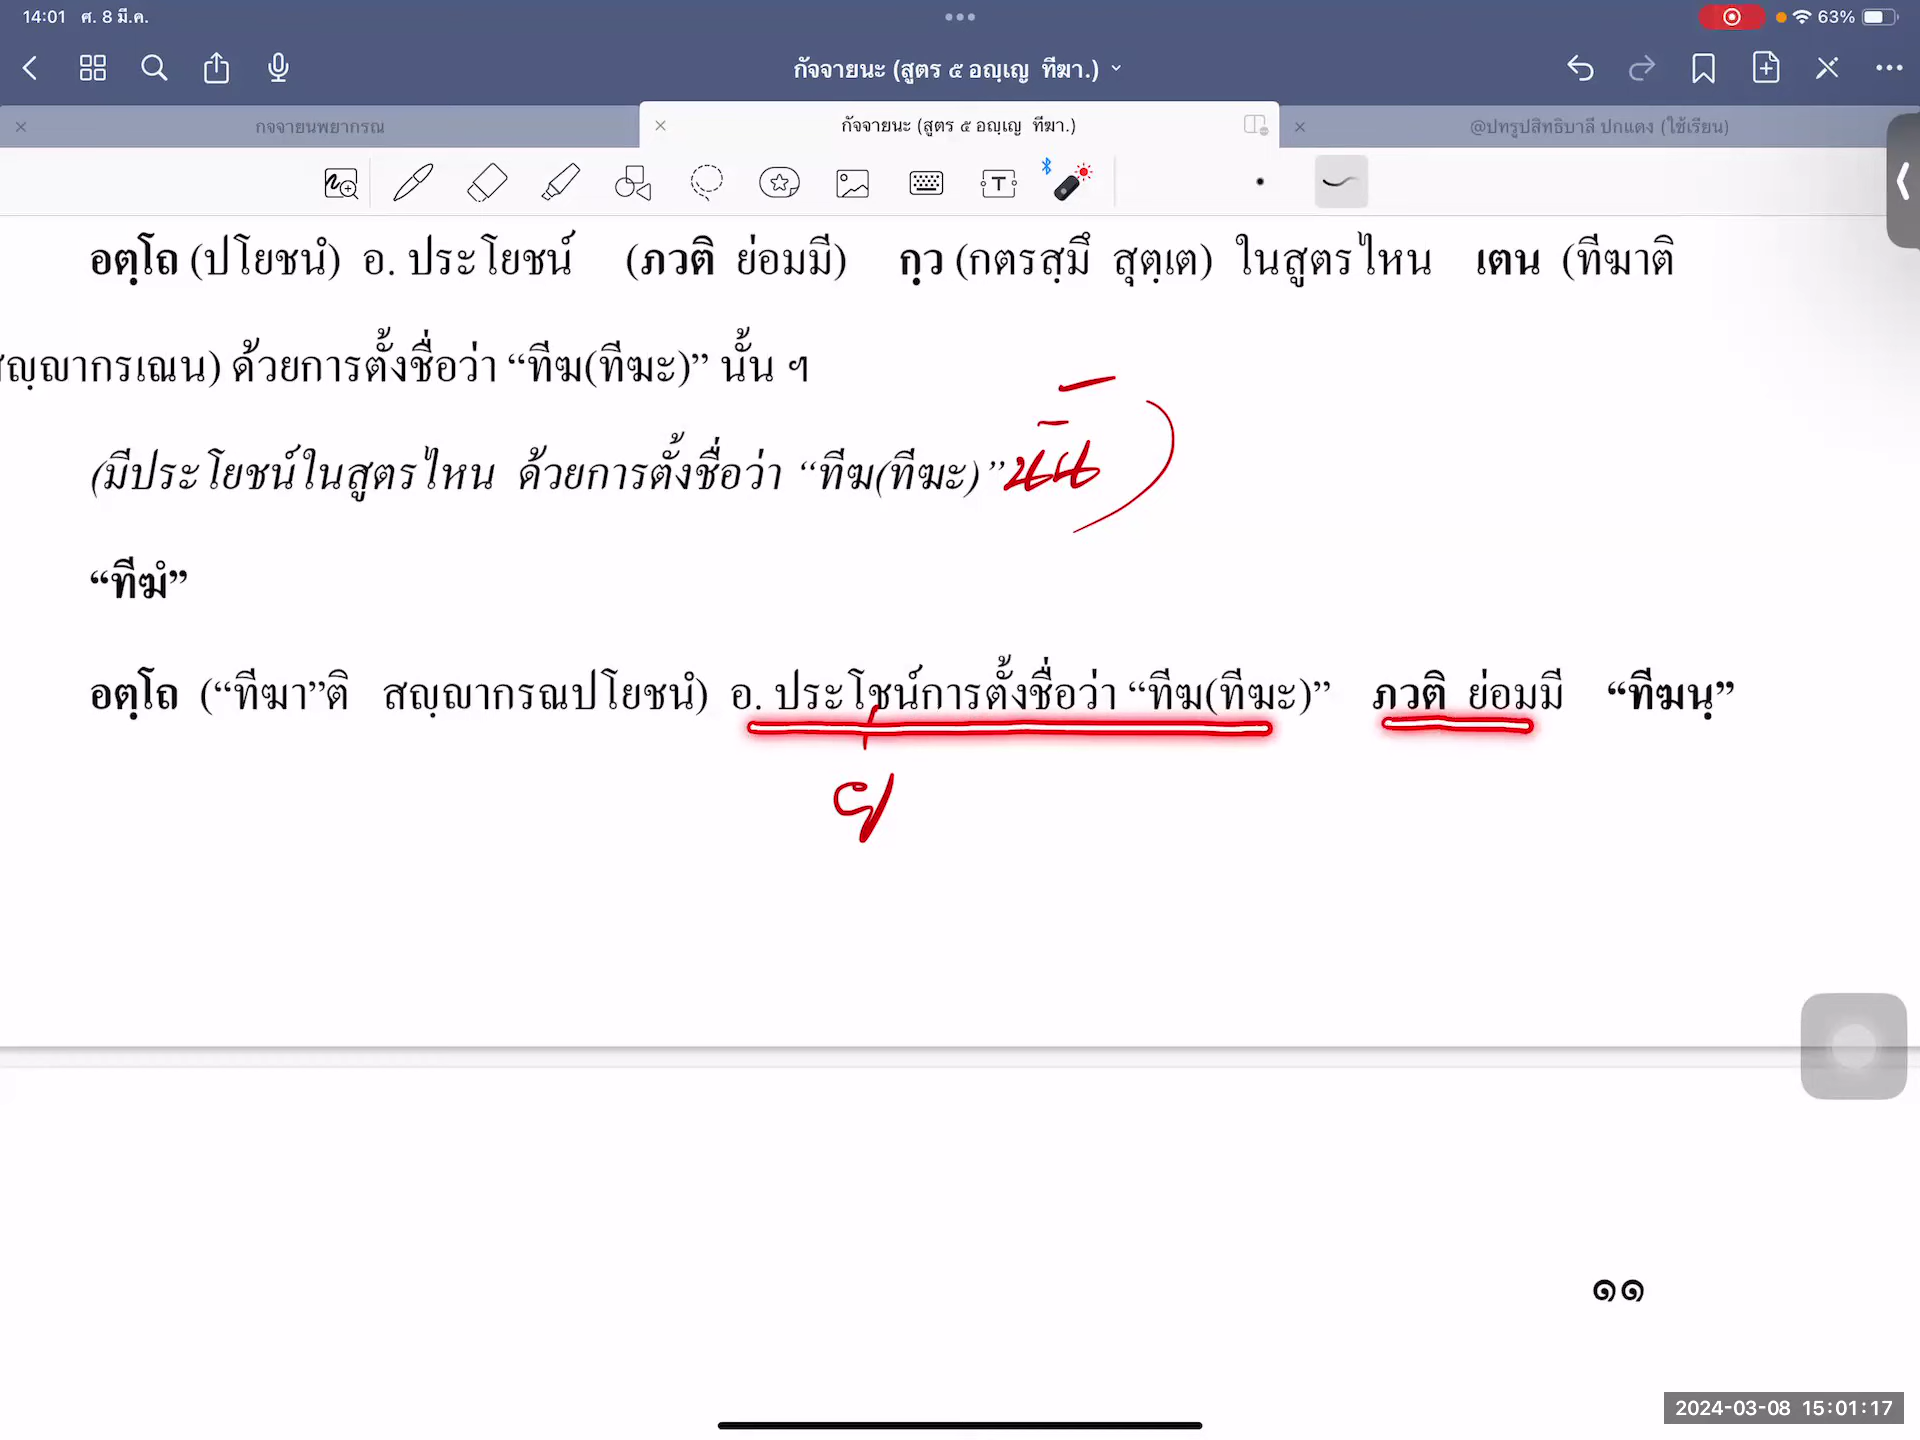 14:01 ศ. 8 มี.ค.
63%
กัจจายนะ (สูตร ๕ อญฺเญ ทีฆา.)
กจจายนพยากรณ
กัจจายนะ (สูตร ๕ อญฺเญ ทีฆา.)
@ปทรูปสิทธิบาลี ปกแดง (ใช้เรียน)
อตฺโถ (ปโยชนํ) อ. ประโยชน์ (ภวติ ย่อมมี) กฺว (กตรสฺมึ สุตฺเต) ในสูตรไหน เตน (ทีฆาติ
สญฺญากรเณน) ด้วยการตั้งชื่อว่า “ทีฆ(ทีฆะ)” นั้น ฯ
(มีประโยชน์ในสูตรไหน ด้วยการตั้งชื่อว่า “ทีฆ(ทีฆะ)” นั้น)
“ทีฆํ”
อตฺโถ (“ทีฆา”ติ สญฺญากรณปโยชนํ) อ. ประโชน์การตั้งชื่อว่า “ทีฆ(ทีฆะ)” ภวติ ย่อมมี “ทีฆนฺ”
ย
๑๑
2024-03-08 15:01:17